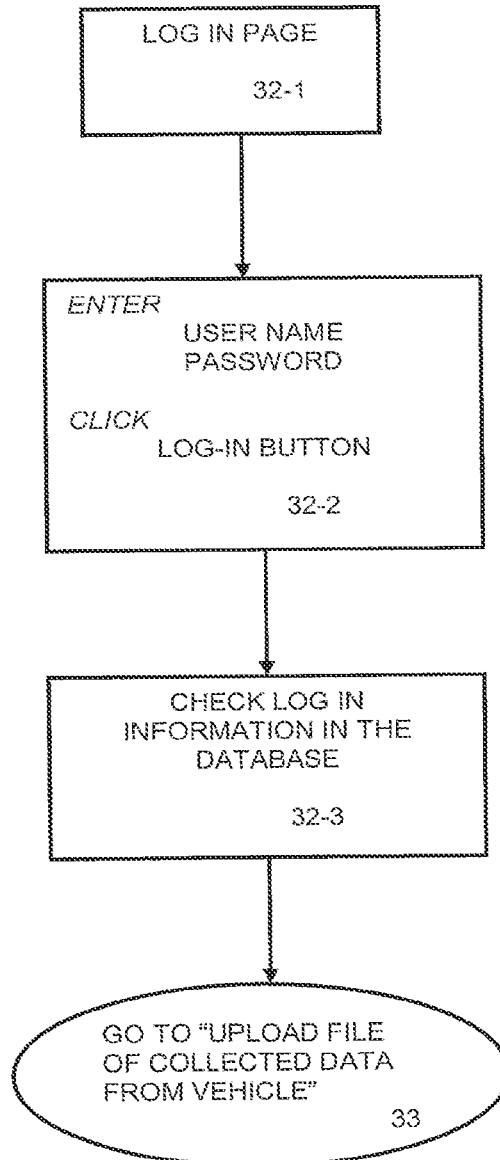 LOG IN PAGE
32-1
ENTER
USER NAME
PASSWORD
CLICK
LOG-IN BUTTON
32-2
CHECK LOG IN
INFORMATION IN THE
DATABASE
32-3
GO TO "UPLOAD FILE
OF COLLECTED DATA
FROM VEHICLE"
33